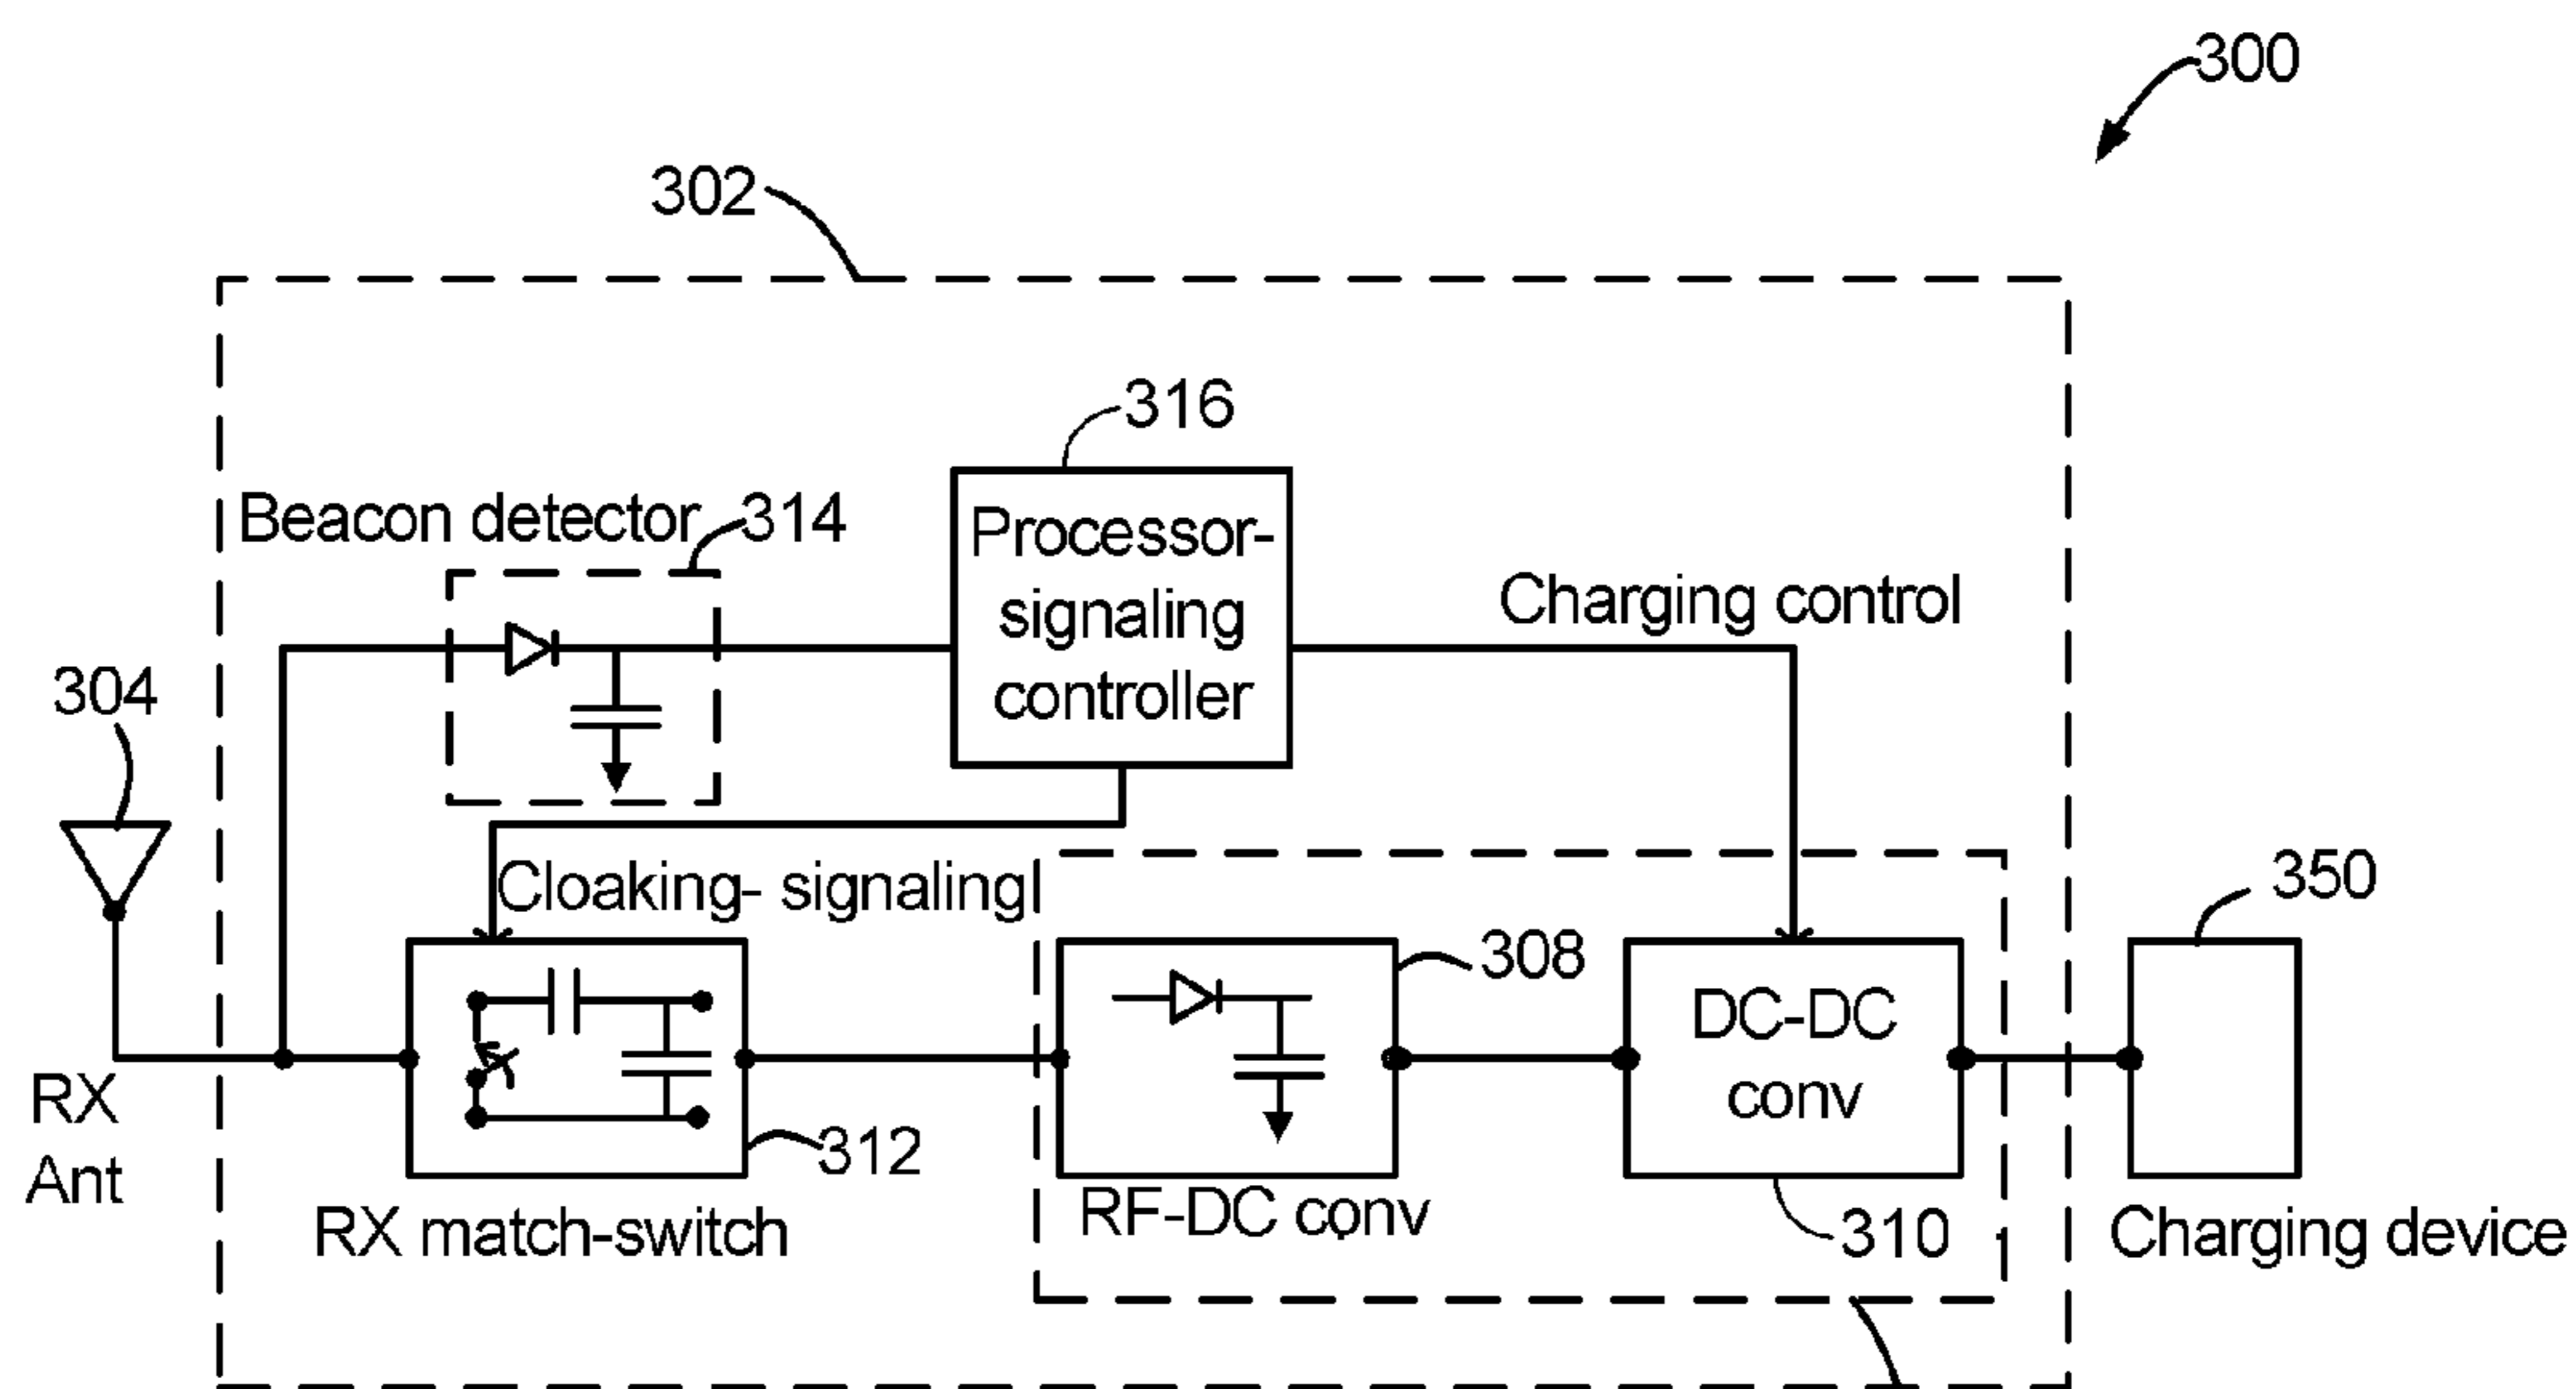 300
302
316
Beacon detector
314
Processor-
signaling
controller
Charging control
304
Cloaking- signaling
350
308
DC-DC
conv
RX
Ant
312
RX match-switch
RF-DC conv
310
Charging device